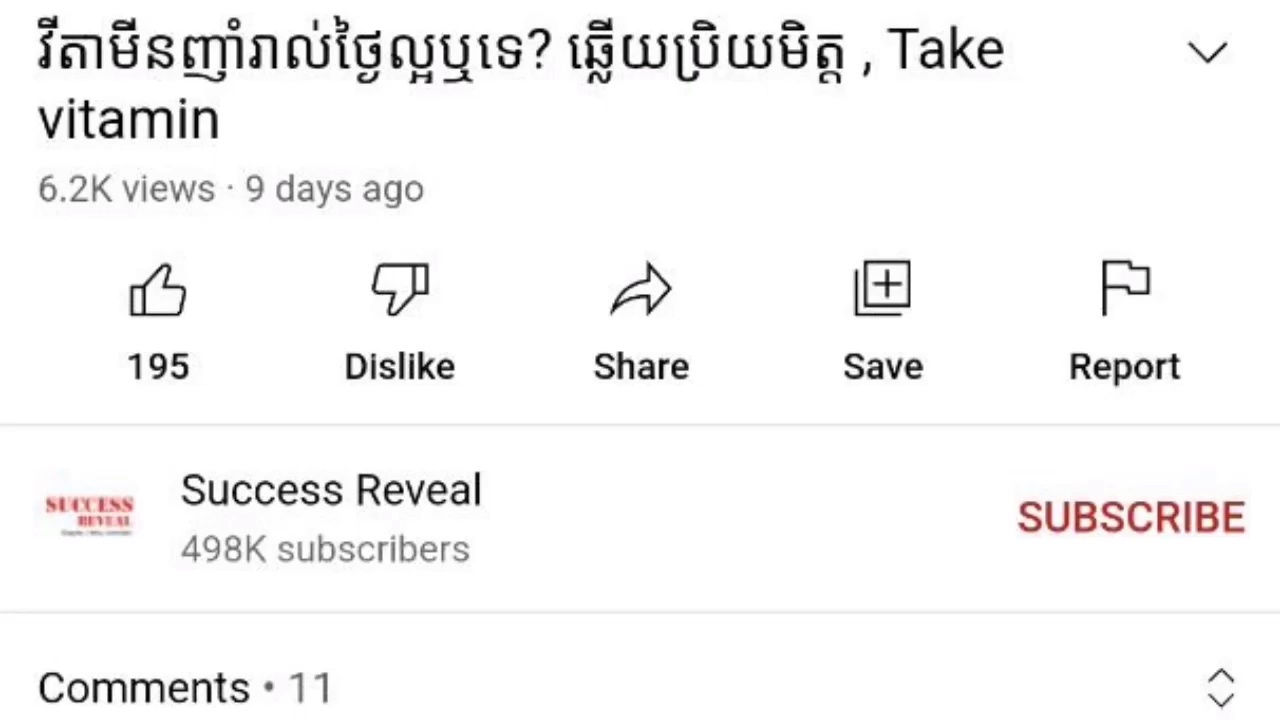 វីតាមីនញ៉ាំរាល់ថ្ងៃល្អឬទេ? ឆ្លើយប្រិយមិត្ត , Take
vitamin
6.2K views · 9 days ago
195 Dislike Share Save Report
SUCCESS
REVEAL
Success Reveal
498K subscribers
SUBSCRIBE
Comments • 11